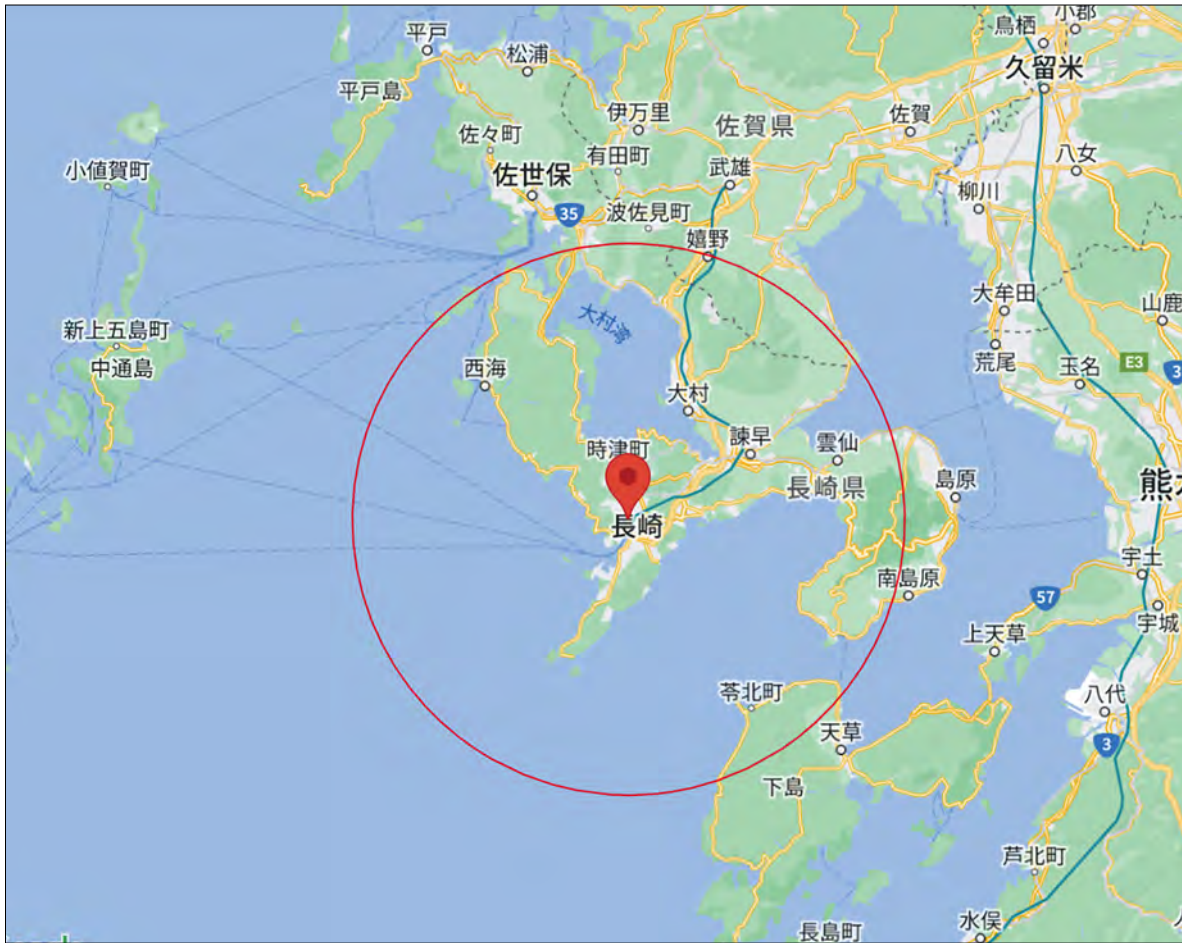 平戸
松浦
平戸島
小郡
鳥栖
久留米
伊万里
佐賀県
佐賀
佐々町
有田町
武雄
八女
小値賀町
佐世保
35
波佐見町
柳川
嬉野
大牟田
山鹿
新上五島町
中通島
大村湾
荒尾
E3
玉名
3
西海
大村
時津町
諫早
雲仙
長崎県
島原
熊本
長崎
宇土
南島原
57
宇城
上天草
苓北町
八代
天草
3
下島
芦北町
長島町
水俣